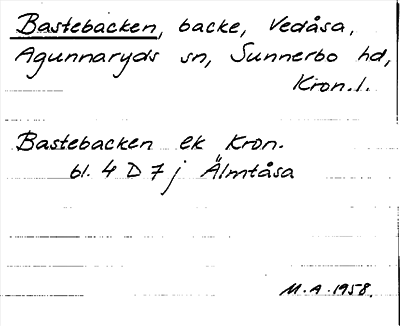 Bastebacken, backe, Vedåsa,
Agunnaryds sn, Sunnerbo hd,
Kron. l.
Bastebacken ek Kron.
bl. 4 D 7 j Älmtåsa
M.A. 1958.